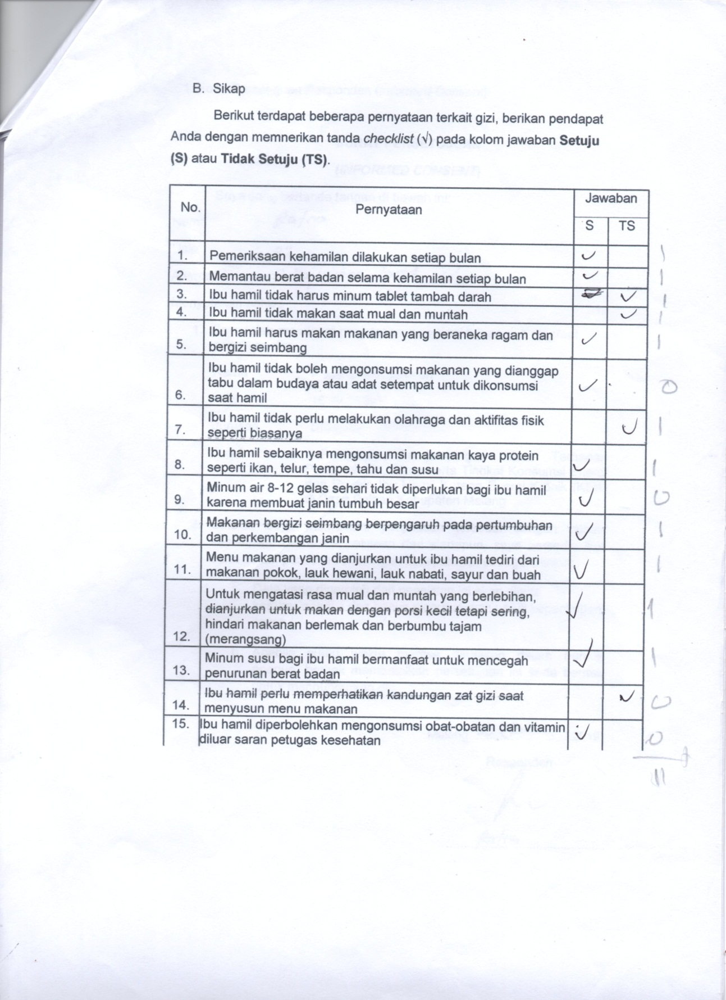 B. Sikap
Berikut terdapat beberapa pernyataan terkait gizi, berikan pendapat
Anda dengan memnerikan tanda checklist (√) pada kolom jawaban Setuju
(S) atau Tidak Setuju (TS).
No. Pernyataan Jawaban
S TS
1. Pemeriksaan kehamilan dilakukan setiap bulan ✓ 1
2. Memantau berat badan selama kehamilan setiap bulan ✓ 1
3. Ibu hamil tidak harus minum tablet tambah darah ✓ 1
4. Ibu hamil tidak makan saat mual dan muntah ✓ 1
Ibu hamil harus makan makanan yang beraneka ragam dan
5. bergizi seimbang ✓ 1
Ibu hamil tidak boleh mengonsumsi makanan yang dianggap
tabu dalam budaya atau adat setempat untuk dikonsumsi ✓ 0
6. saat hamil
Ibu hamil tidak perlu melakukan olahraga dan aktifitas fisik
7. seperti biasanya ✓ 1
Ibu hamil sebaiknya mengonsumsi makanan kaya protein
8. seperti ikan, telur, tempe, tahu dan susu ✓ 1
Minum air 8-12 gelas sehari tidak diperlukan bagi ibu hamil
9. karena membuat janin tumbuh besar ✓ 0
Makanan bergizi seimbang berpengaruh pada pertumbuhan
10. dan perkembangan janin ✓ 1
Menu makanan yang dianjurkan untuk ibu hamil tediri dari
11. makanan pokok, lauk hewani, lauk nabati, sayur dan buah ✓ 1
Untuk mengatasi rasa mual dan muntah yang berlebihan,
dianjurkan untuk makan dengan porsi kecil tetapi sering, ✓ 1
hindari makanan berlemak dan berbumbu tajam
12. (merangsang)
Minum susu bagi ibu hamil bermanfaat untuk mencegah ✓ 1
13. penurunan berat badan
Ibu hamil perlu memperhatikan kandungan zat gizi saat ✓ 0
14. menyusun menu makanan
15. Ibu hamil diperbolehkan mengonsumsi obat-obatan dan vitamin ✓ 0
diluar saran petugas kesehatan
+
11